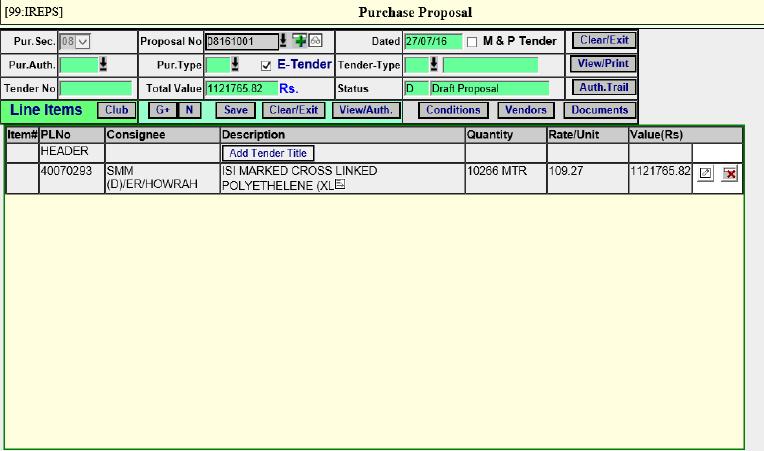 [99:IREPS] Purchase Proposal
Pur.Sec. 08 Proposal No 08161001 Dated 27/07/16 M & P Tender Clear/Exit
Pur.Auth. Pur.Type E-Tender Tender-Type View/Print
Tender No Total Value 1121765.82 Rs. Status D Draft Proposal Auth.Trail
Line Items Club G+ N Save Clear/Exit View/Auth. Conditions Vendors Documents
Item# PLNo Consignee Description Quantity Rate/Unit Value(Rs)
HEADER Add Tender Title
40070293 SMM ISI MARKED CROSS LINKED 10266 MTR 109.27 1121765.82
(D)/ER/HOWRAH POLYETHELENE (XL